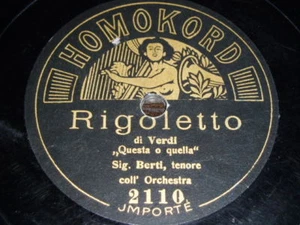 HOMOKORD
Rigoletto
di Verdi
„Questa o quella“
Sig. Berti, tenore
coll' Orchestra
2110
JMPORTÉ